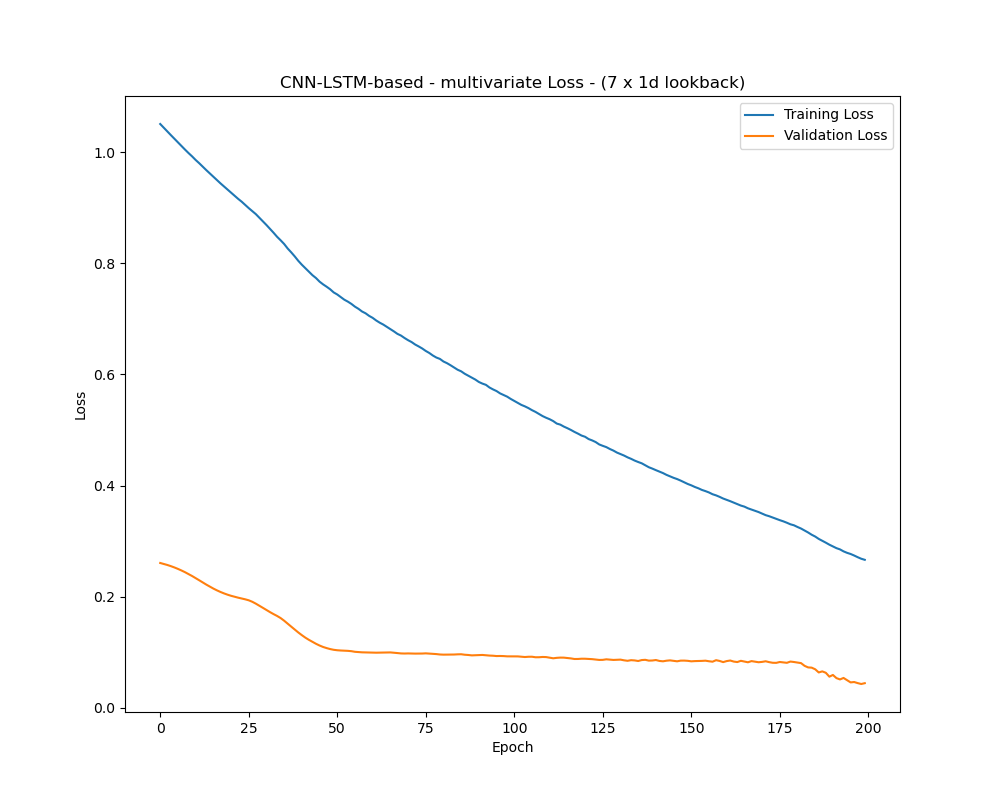 CNN-LSTM-based - multivariate Loss - (7 x 1d lookback)
Training Loss
Validation Loss
1.0
0.8
0.6
0.4
0.2
0.0
Loss
0 25 50 75 100 125 150 175 200
Epoch